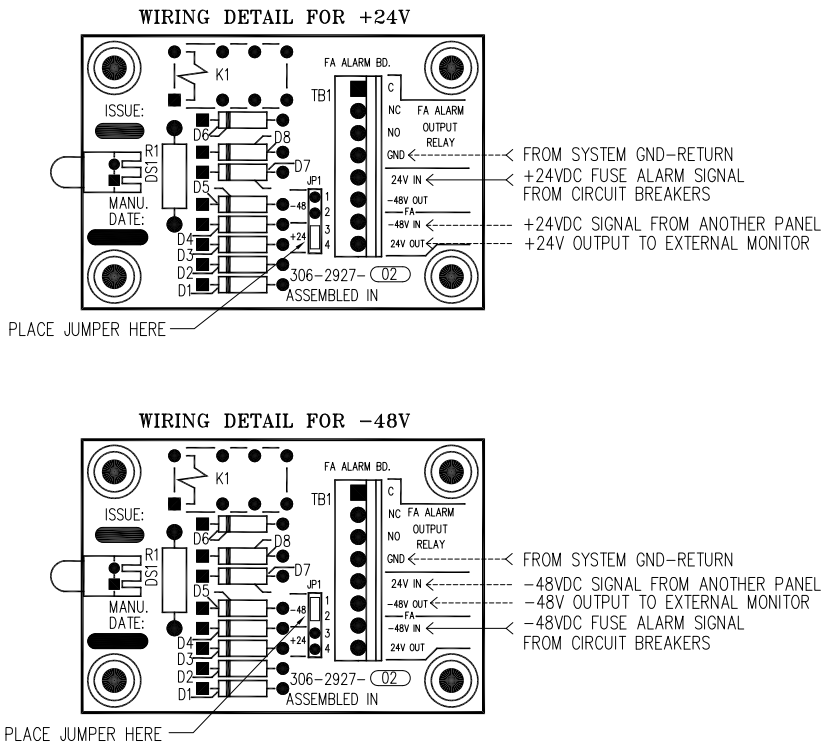 WIRING DETAIL FOR +24V
K1
FA ALARM BD.
TB1
C
ISSUE:
NC FA ALARM
D6
NO OUTPUT
RELAY
D8
R1
GND
FROM SYSTEM GND-RETURN
DS1
D7
D5
JP1
24V IN
+24VDC FUSE ALARM SIGNAL
FROM CIRCUIT BREAKERS
MANU.
DATE:
-48
1
2
-48V OUT
FA
-48V IN
+24VDC SIGNAL FROM ANOTHER PANEL
+24
3
4
24V OUT
+24V OUTPUT TO EXTERNAL MONITOR
D4
D3
D2
D1
306-2927- 02
ASSEMBLED IN
PLACE JUMPER HERE
WIRING DETAIL FOR -48V
K1
FA ALARM BD.
TB1
C
ISSUE:
NC FA ALARM
OUTPUT
D6
NO
RELAY
D8
R1
GND
FROM SYSTEM GND-RETURN
DS1
D7
D5
JP1
24V IN
-48VDC SIGNAL FROM ANOTHER PANEL
MANU.
DATE:
-48
1
2
-48V OUT
-48V OUTPUT TO EXTERNAL MONITOR
FA
-48V IN
-48VDC FUSE ALARM SIGNAL
FROM CIRCUIT BREAKERS
+24
3
4
24V OUT
D4
D3
D2
D1
306-2927- 02
ASSEMBLED IN
PLACE JUMPER HERE